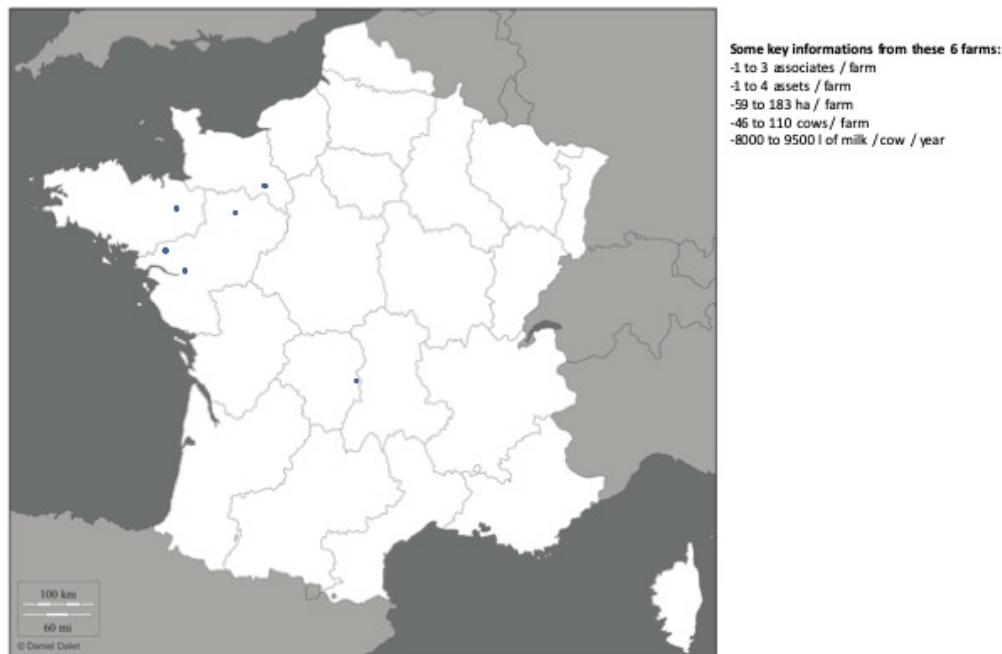 Some key informations from these 6 farms:
-1 to 3 associates / farm
-1 to 4 assets / farm
-59 to 183 ha / farm
-46 to 110 cows / farm
-8000 to 9500 l of milk / cow / year
100 km
60 mi
© Daniel Dalet